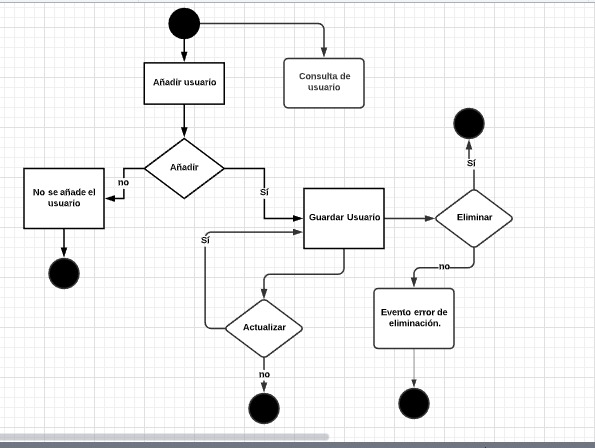 Añadir usuario
Consulta de
usuario
Añadir
no
Sí
No se añade el
usuario
Guardar Usuario
Sí
Eliminar
Sí
no
Evento error de
eliminación.
Actualizar
no